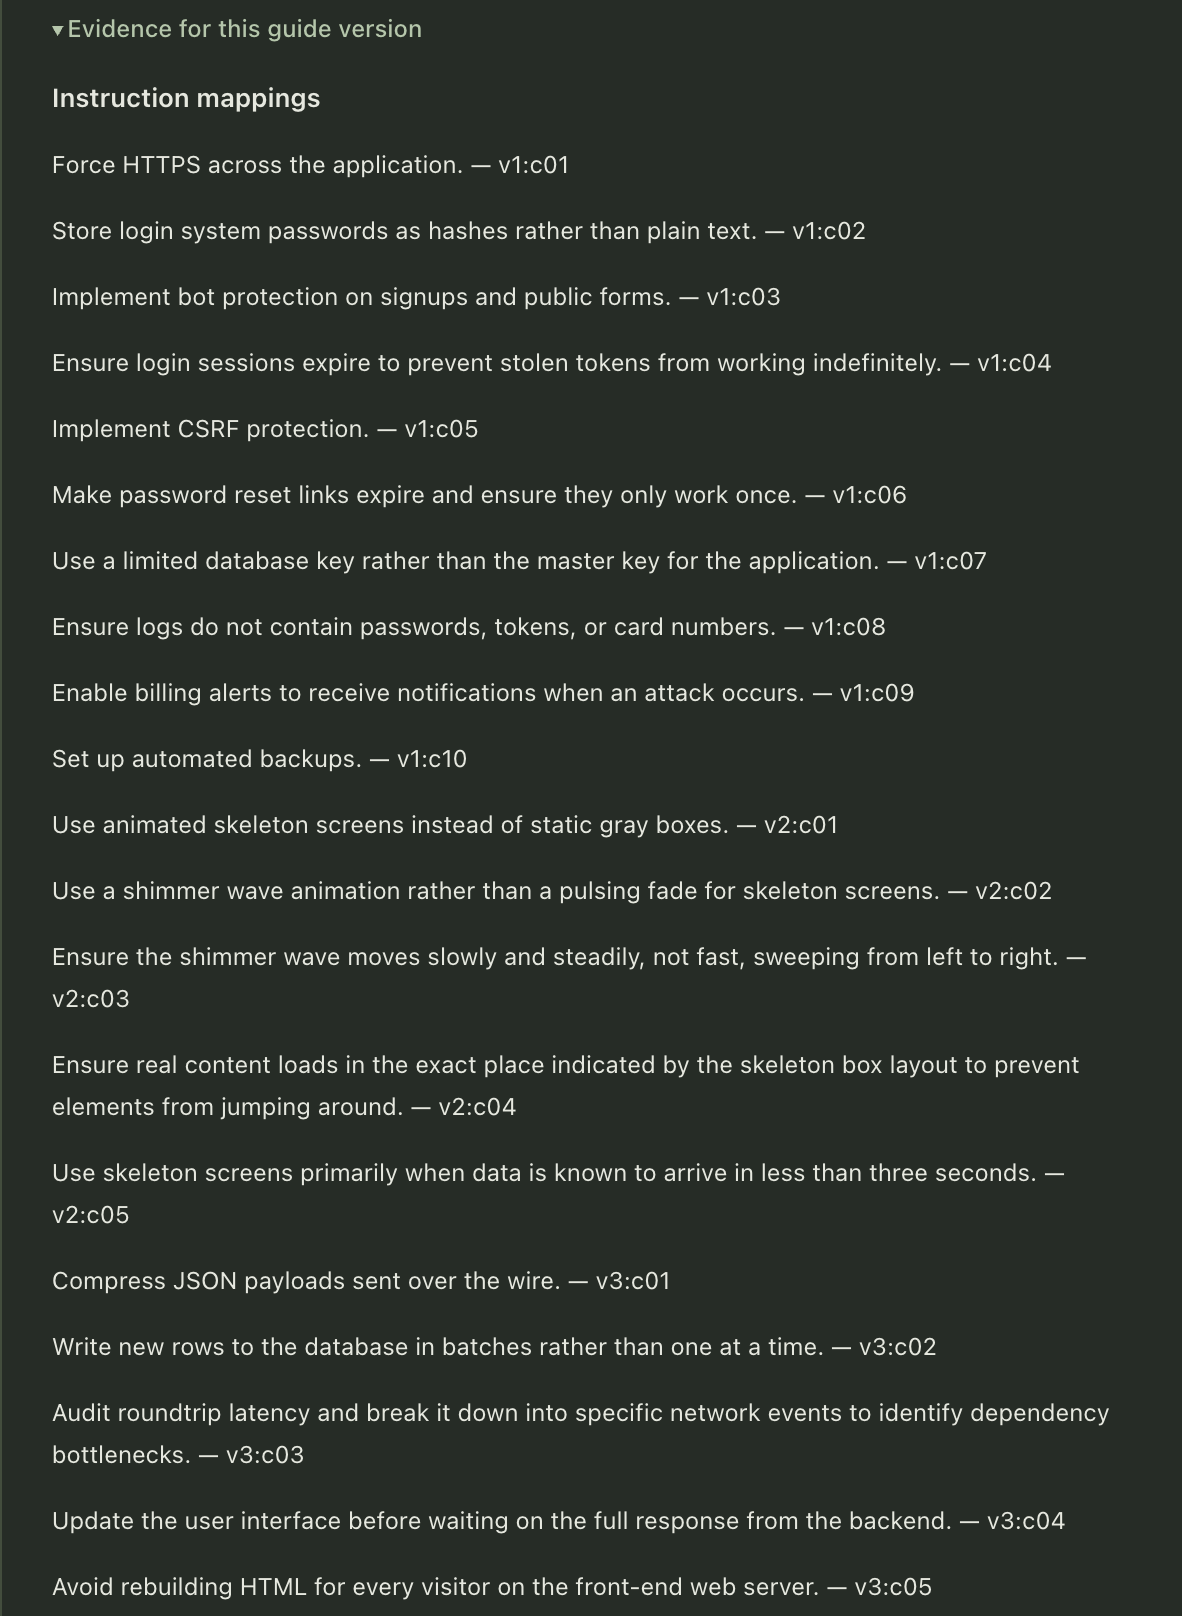 ▾Evidence for this guide version
Instruction mappings
Force HTTPS across the application. — v1:c01
Store login system passwords as hashes rather than plain text. — v1:c02
Implement bot protection on signups and public forms. — v1:c03
Ensure login sessions expire to prevent stolen tokens from working indefinitely. — v1:c04
Implement CSRF protection. — v1:c05
Make password reset links expire and ensure they only work once. — v1:c06
Use a limited database key rather than the master key for the application. — v1:c07
Ensure logs do not contain passwords, tokens, or card numbers. — v1:c08
Enable billing alerts to receive notifications when an attack occurs. — v1:c09
Set up automated backups. — v1:c10
Use animated skeleton screens instead of static gray boxes. — v2:c01
Use a shimmer wave animation rather than a pulsing fade for skeleton screens. — v2:c02
Ensure the shimmer wave moves slowly and steadily, not fast, sweeping from left to right. —
v2:c03
Ensure real content loads in the exact place indicated by the skeleton box layout to prevent
elements from jumping around. — v2:c04
Use skeleton screens primarily when data is known to arrive in less than three seconds. —
v2:c05
Compress JSON payloads sent over the wire. — v3:c01
Write new rows to the database in batches rather than one at a time. — v3:c02
Audit roundtrip latency and break it down into specific network events to identify dependency
bottlenecks. — v3:c03
Update the user interface before waiting on the full response from the backend. — v3:c04
Avoid rebuilding HTML for every visitor on the front-end web server. — v3:c05